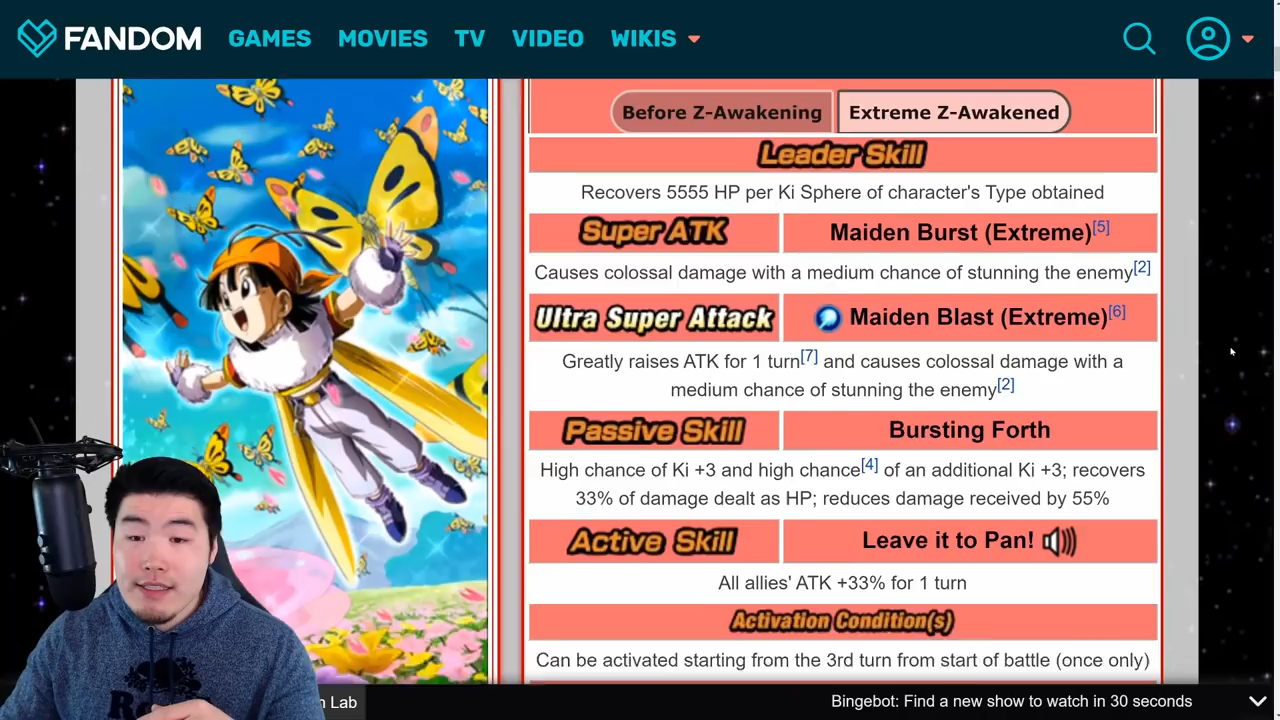 FANDOM GAMES MOVIES TV VIDEO WIKIS
Before Z-Awakening Extreme Z-Awakened
Leader Skill
Recovers 5555 HP per Ki Sphere of character's Type obtained
Super ATK Maiden Burst (Extreme)[5]
Causes colossal damage with a medium chance of stunning the enemy[2]
Ultra Super Attack Maiden Blast (Extreme)[6]
Greatly raises ATK for 1 turn[7] and causes colossal damage with a
medium chance of stunning the enemy[2]
Passive Skill Bursting Forth
High chance of Ki +3 and high chance[4] of an additional Ki +3; recovers
33% of damage dealt as HP; reduces damage received by 55%
Active Skill Leave it to Pan!
All allies' ATK +33% for 1 turn
Activation Condition(s)
Can be activated starting from the 3rd turn from start of battle (once only)
Lab
Bingebot: Find a new show to watch in 30 seconds